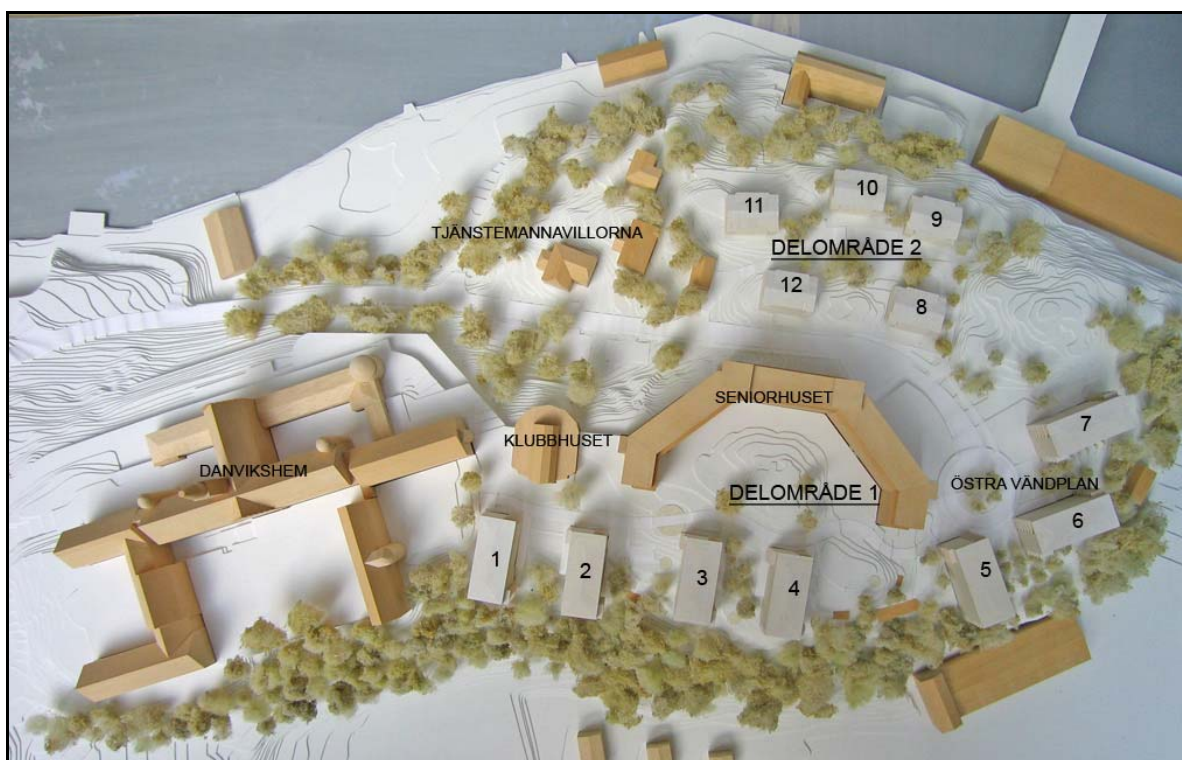 10
11
9
TJÄNSTEMANNAVILLORNA
DELOMRÅDE 2
12
8
SENIORHUSET
7
KLUBBHUSET
DANVIKSHEM
DELOMRÅDE 1
ÖSTRA VÄNDPLAN
6
1
2
3
4
5